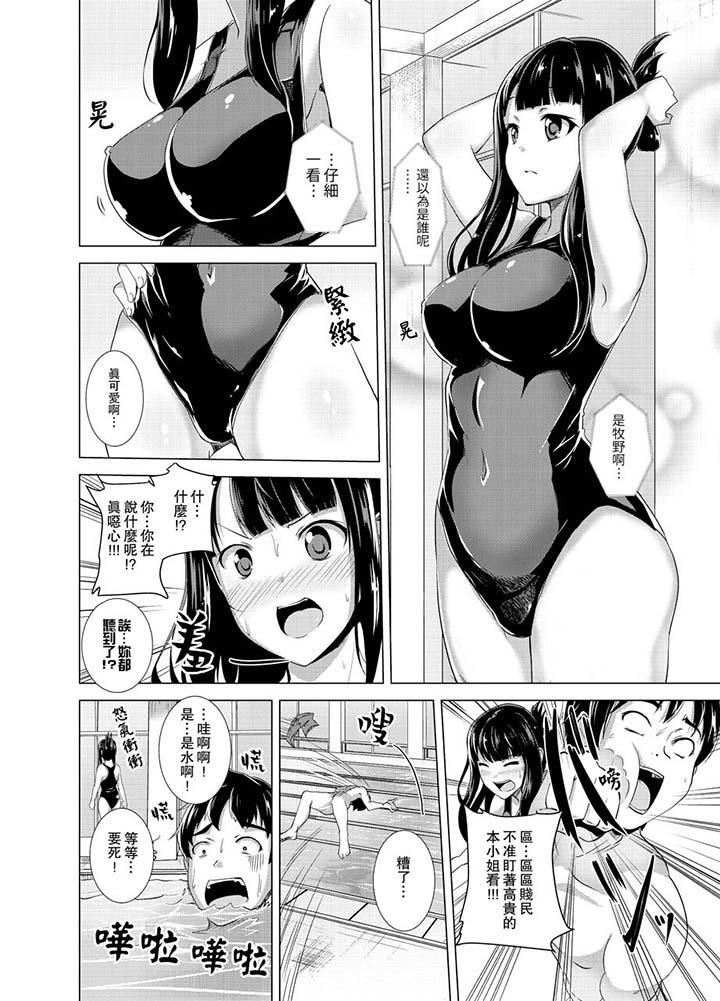 還以為是誰呢
……
晃
是牧野啊…
…仔細
一看…
晃
緊緻
真可愛啊…
什…
什麼!?
你…你在
說什麼呢!?
真噁心!!!
羞
誒…妳都
聽到了!?
嗙
區…區區賤民
不准盯著高貴的
本小姐看!!!
嗖
糟了…
怒氣衝衝
慌
…哇啊啊！
是…是水啊！
慌
等等…
要死！
嘩啦嘩啦